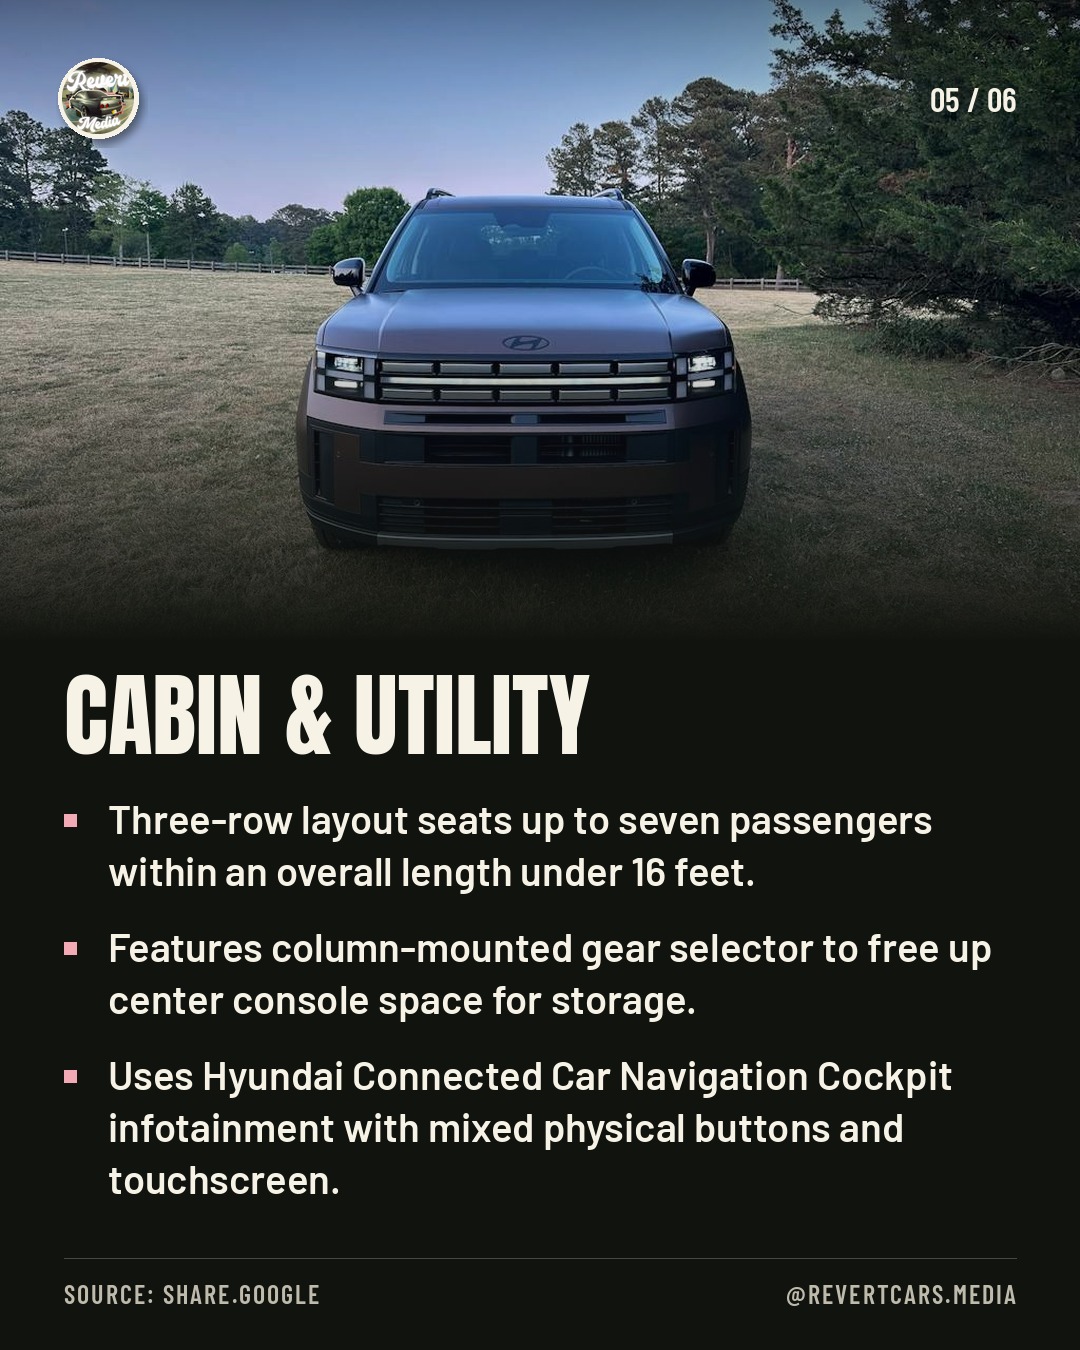 Revert
Media
05 / 06
CABIN & UTILITY
Three-row layout seats up to seven passengers
within an overall length under 16 feet.
Features column-mounted gear selector to free up
center console space for storage.
Uses Hyundai Connected Car Navigation Cockpit
infotainment with mixed physical buttons and
touchscreen.
SOURCE: SHARE.GOOGLE
@REVERTCARS.MEDIA